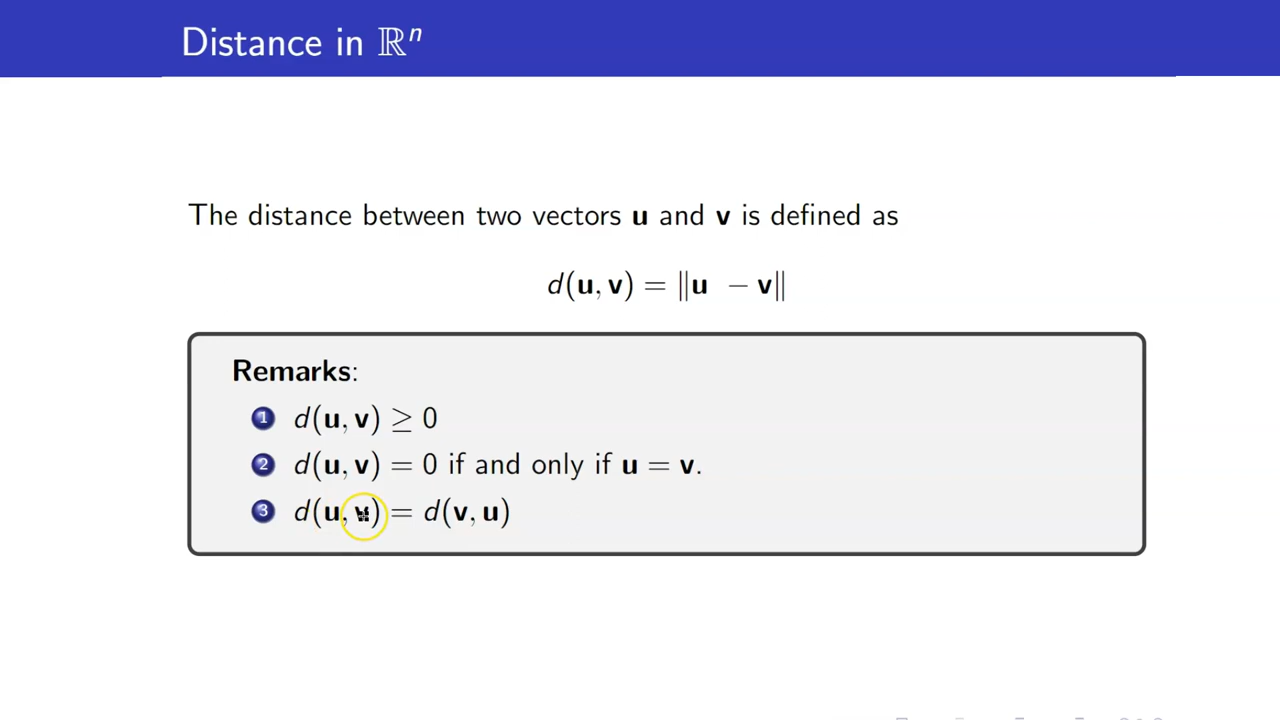 Distance in ℝⁿ
The distance between two vectors u and v is defined as
d(u, v) = ‖u − v‖
Remarks:
1 d(u, v) ≥ 0
2 d(u, v) = 0 if and only if u = v.
3 d(u, v) = d(v, u)